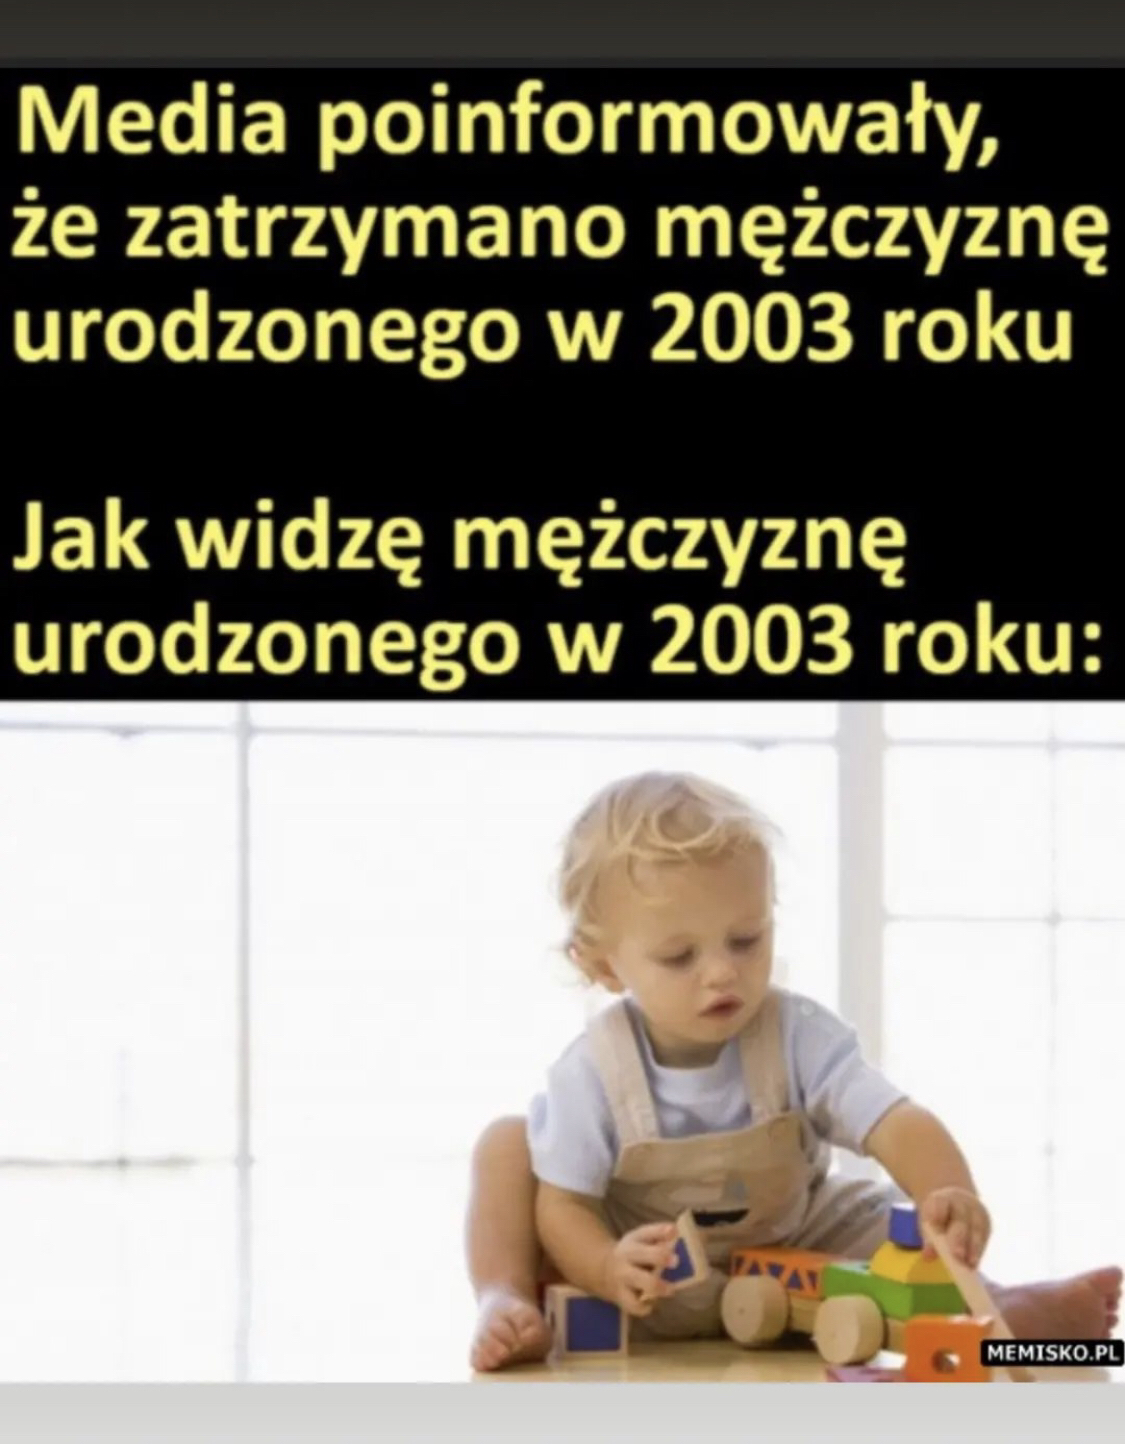 Media poinformowały,
że zatrzymano mężczyznę
urodzonego w 2003 roku
Jak widzę mężczyznę
urodzonego w 2003 roku:
MEMISKO.PL